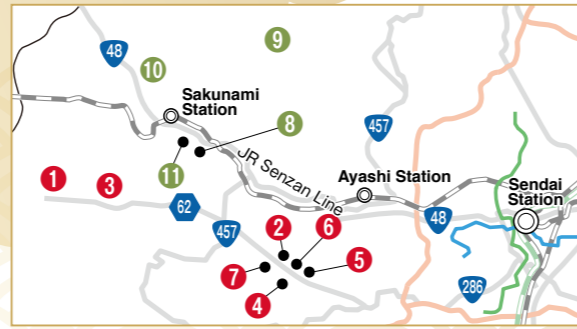 9
48
10
Sakunami
Station
8
457
11
JR Senzan Line
Ayashi Station
1
3
62
Sendai
Station
457
48
2
6
5
7
4
286